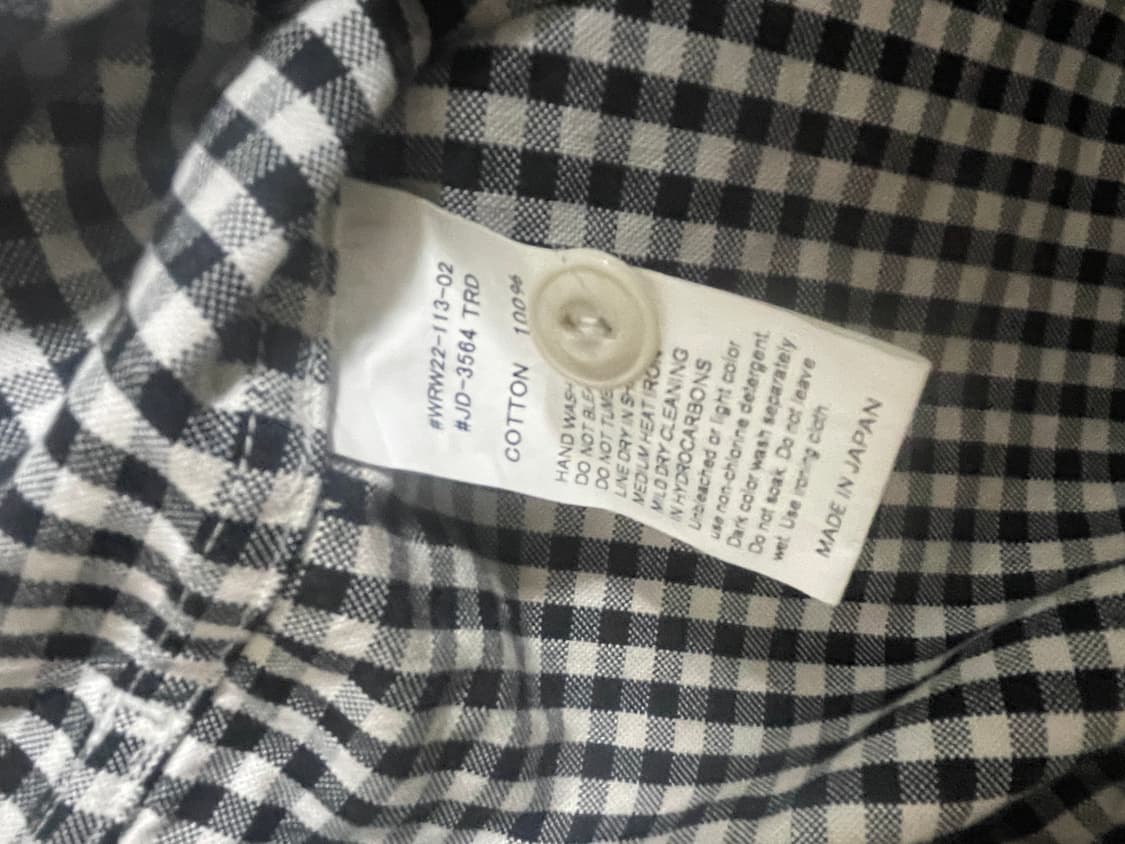 #WRW22-113-02
#JD-3564 TRD
COTTON 100%
HAND WASH
DO NOT
DO NOT
LINE DRY IN
MEDIUM HEAT IRON
MILD DRY CLEANING
IN HYDROCARBONS
Unbleached or light color
use non-chlorine detergent
Dark color wash separately
Do not soak Do not leave
wet Use ironing cloth
MADE IN JAPAN